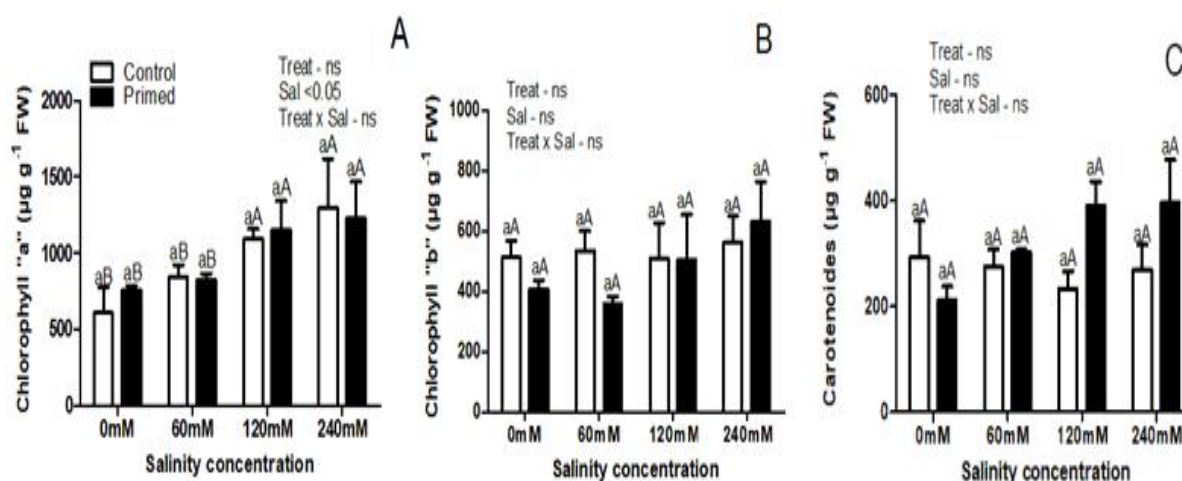 A
Control
Primed
Treat - ns
Sal <0.05
Treat x Sal - ns
Chlorophyll "a" (µg g⁻¹ FW)
2000
1500
1000
500
0
aB aB aB aB aA aA aA aA
0mM 60mM 120mM 240mM
Salinity concentration
B
Treat - ns
Sal - ns
Treat x Sal - ns
Chlorophyll "b" (µg g⁻¹ FW)
1000
800
600
400
200
0
aA aA aA aA aA aA aA aA
0mM 60mM 120mM 240mM
Salinity concentration
C
Treat - ns
Sal - ns
Treat x Sal - ns
Carotenoides (µg g⁻¹ FW)
600
400
200
0
aA aA aA aA aA aA aA aA
0mM 60mM 120mM 240mM
Salinity concentration